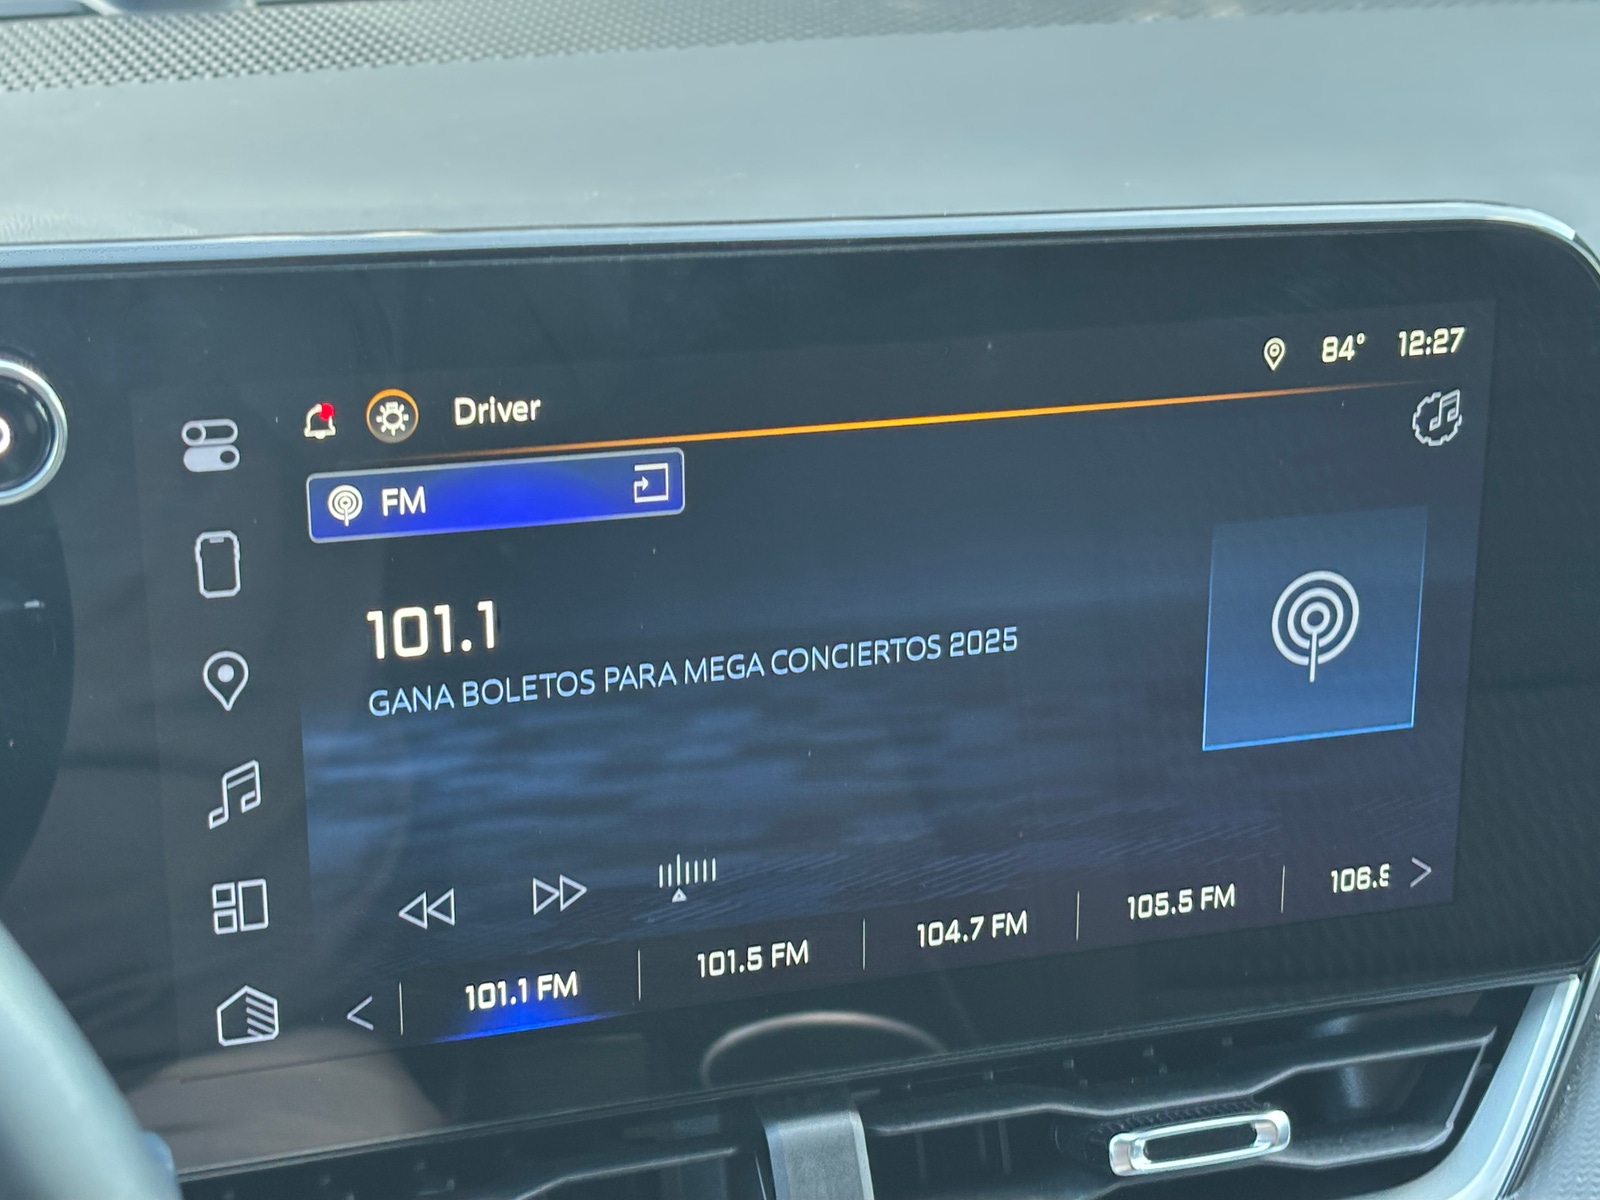 84° 12:27
Driver
FM
101.1
GANA BOLETOS PARA MEGA CONCIERTOS 2025
101.1 FM 101.5 FM 104.7 FM 105.5 FM